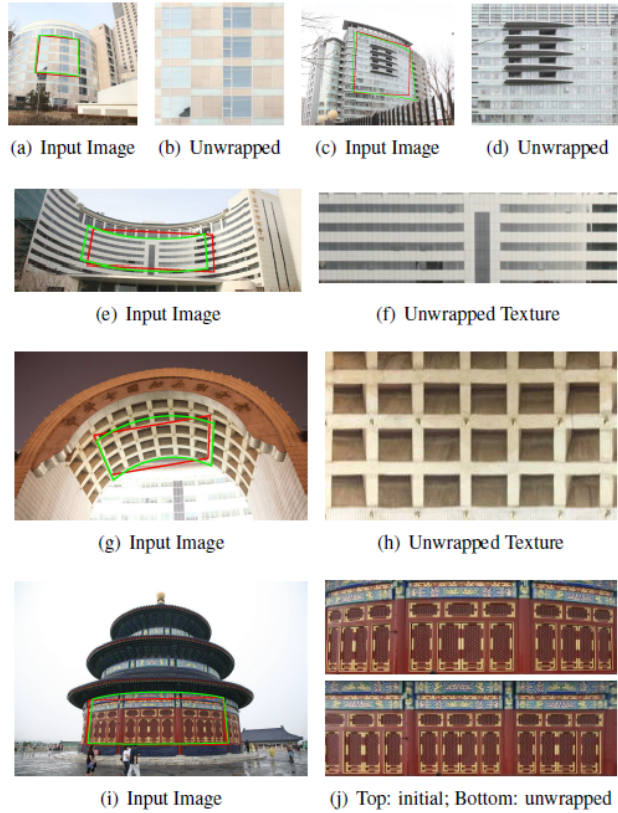 (a) Input Image
(b) Unwrapped
(c) Input Image
(d) Unwrapped
(e) Input Image
(f) Unwrapped Texture
(g) Input Image
(h) Unwrapped Texture
(i) Input Image
(j) Top: initial; Bottom: unwrapped